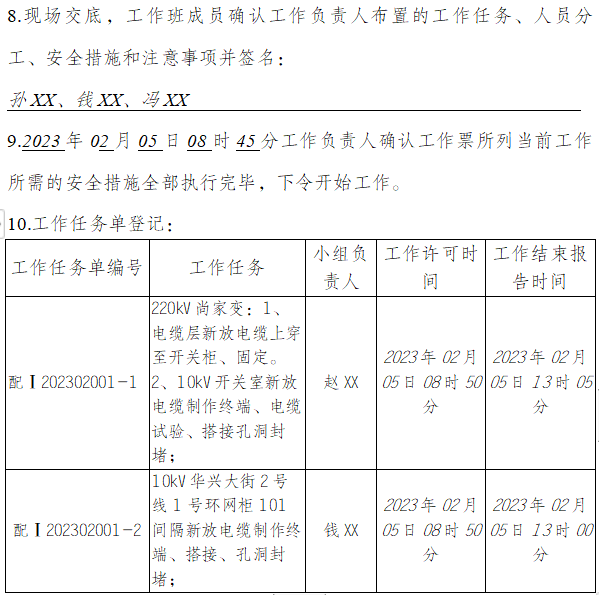 8.现场交底，工作班成员确认工作负责人布置的工作任务、人员分
工、安全措施和注意事项并签名：
孙 XX、钱 XX、冯 XX
9.2023 年 02 月 05 日 08 时 45 分工作负责人确认工作票所列当前工作
所需的安全措施全部执行完毕，下令开始工作。
10.工作任务单登记：
工作任务单编号
工作任务
小组负
责人
工作许可时
间
工作结束报
告时间
配Ⅰ202302001-1
220kV 尚家变：1、
电缆层新放电缆上穿
至开关柜、固定。
2、10kV 开关室新放
电缆制作终端、电缆
试验、搭接孔洞封
堵；
赵 XX
2023 年 02 月
05 日 08 时 50
分
2023 年 02 月
05 日 13 时 05
分
配Ⅰ202302001-2
10kV 华兴大街 2 号
线 1 号环网柜 101
间隔新放电缆制作终
端、搭接、孔洞封
堵；
钱 XX
2023 年 02 月
05 日 08 时 50
分
2023 年 02 月
05 日 13 时 00
分